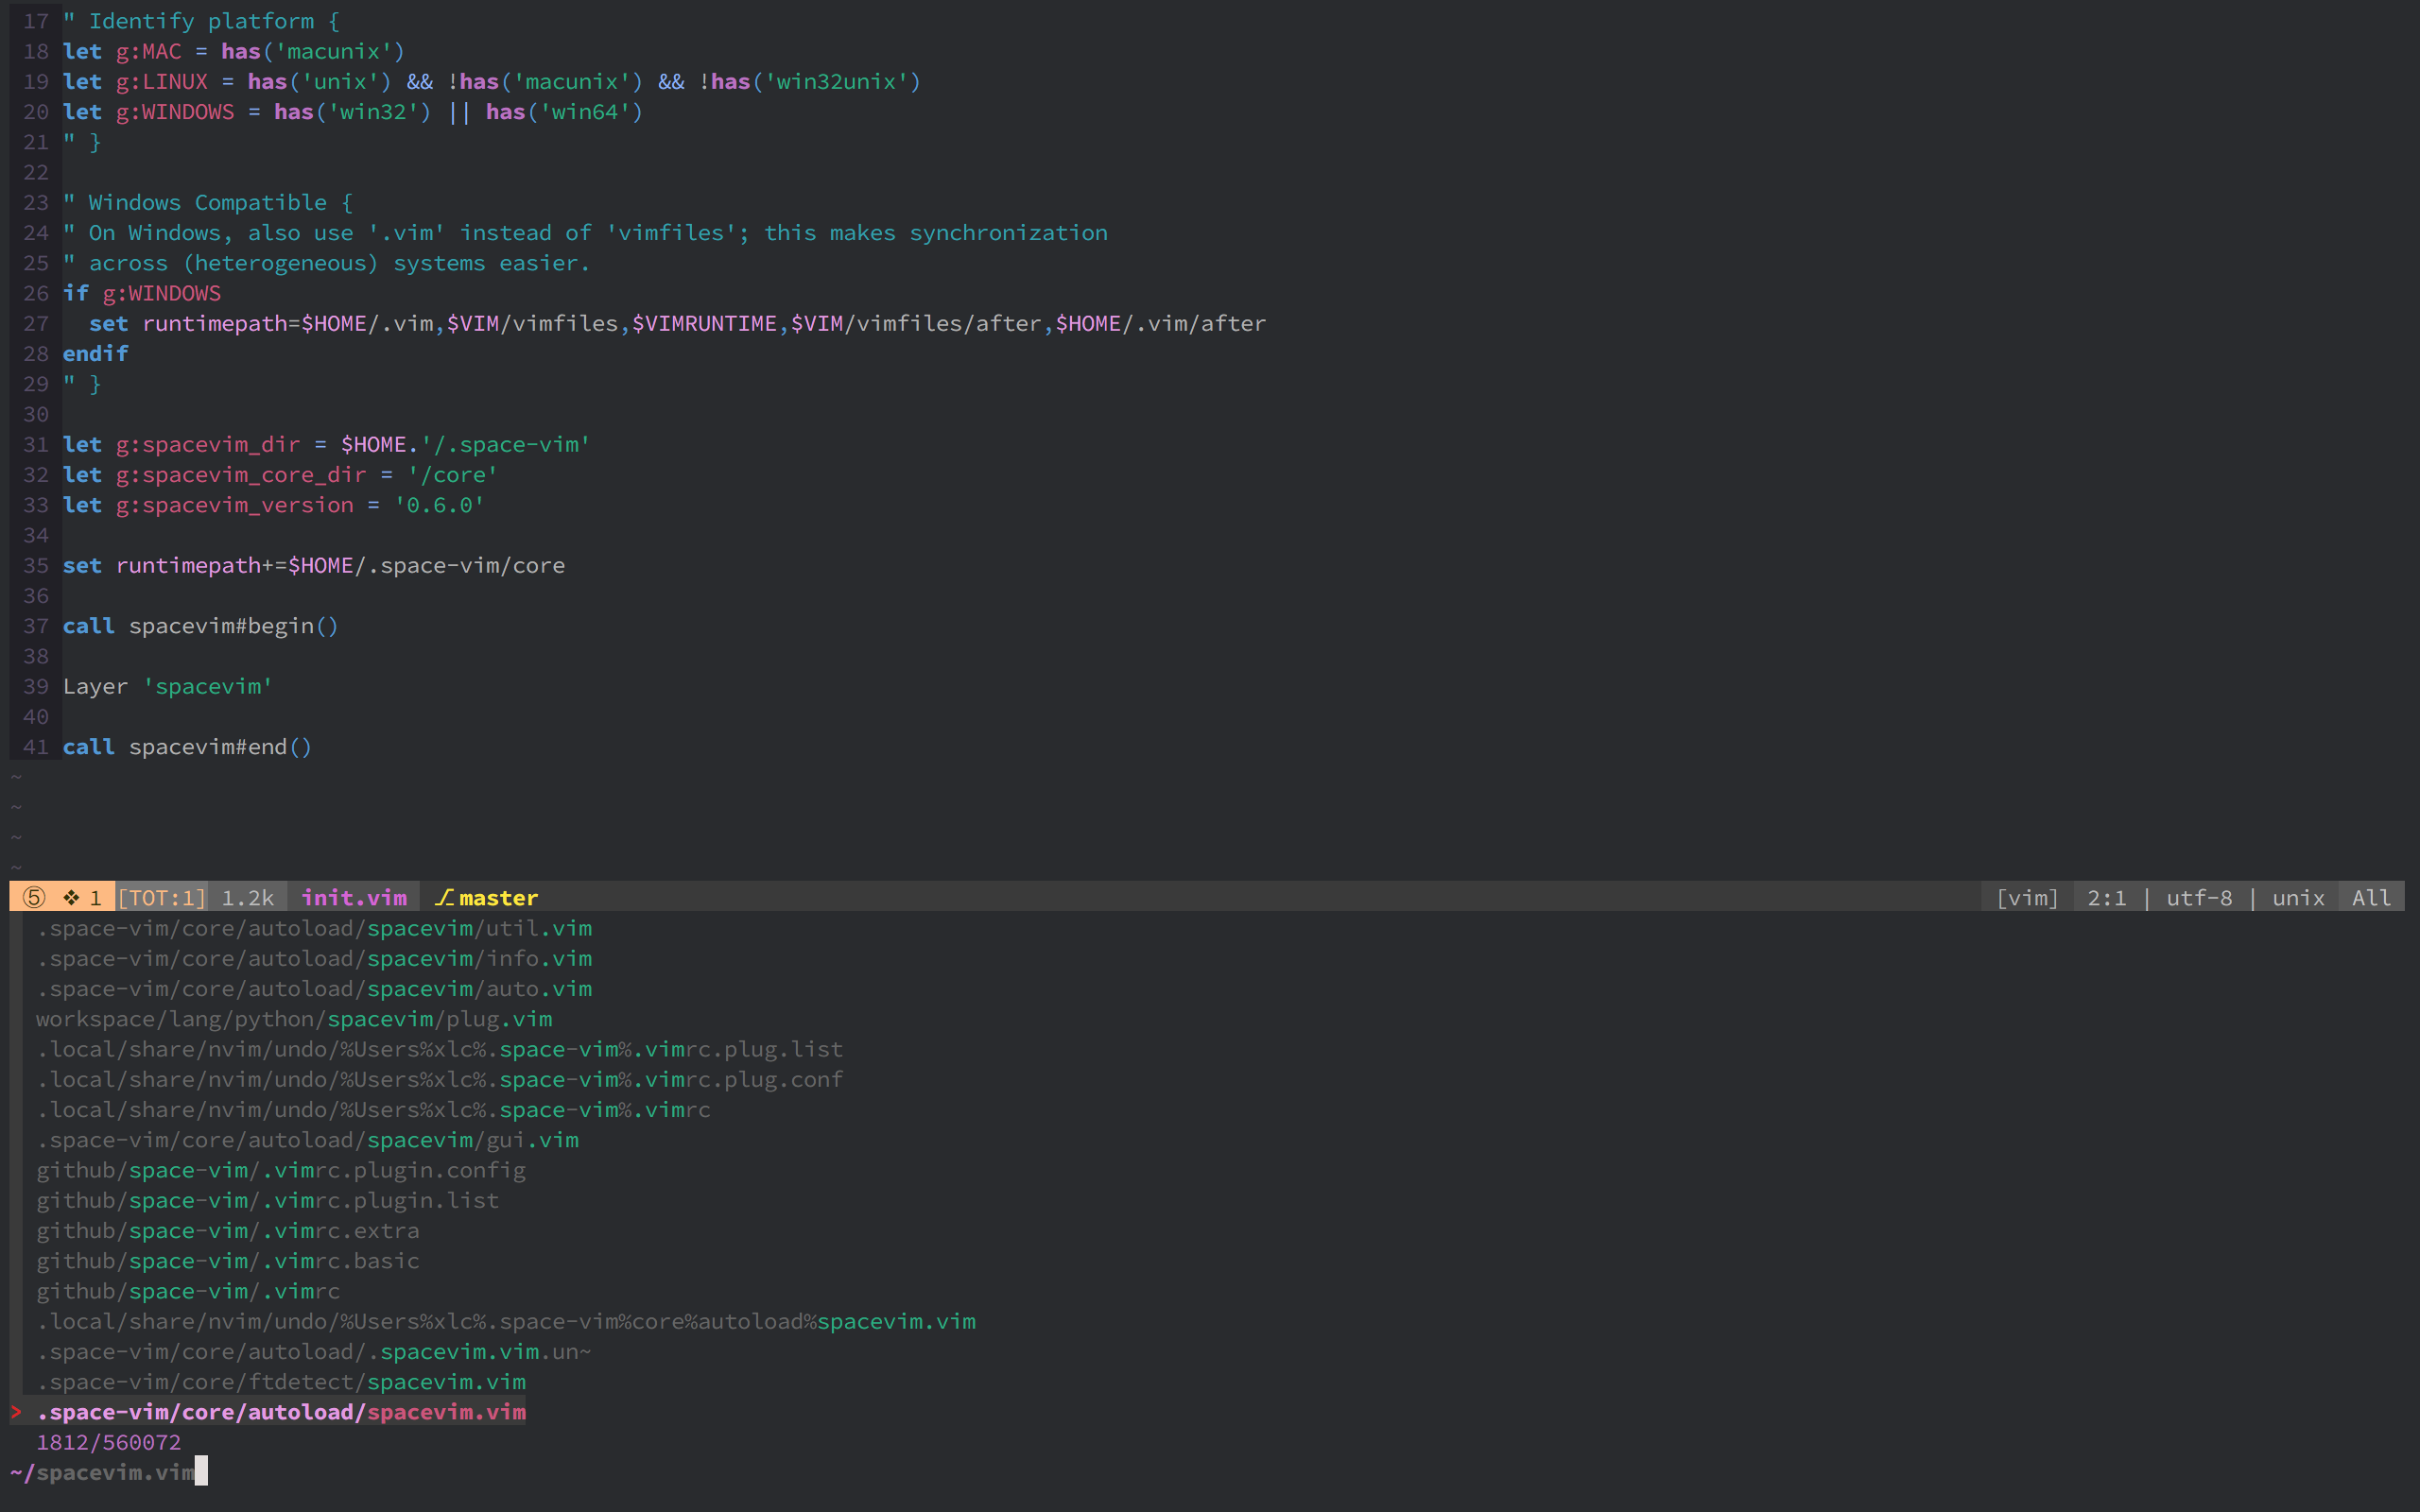 17 " Identify platform {
18 let g:MAC = has('macunix')
19 let g:LINUX = has('unix') && !has('macunix') && !has('win32unix')
20 let g:WINDOWS = has('win32') || has('win64')
21 " }
22
23 " Windows Compatible {
24 " On Windows, also use '.vim' instead of 'vimfiles'; this makes synchronization
25 " across (heterogeneous) systems easier.
26 if g:WINDOWS
27   set runtimepath=$HOME/.vim,$VIM/vimfiles,$VIMRUNTIME,$VIM/vimfiles/after,$HOME/.vim/after
28 endif
29 " }
30
31 let g:spacevim_dir = $HOME.'/.space-vim'
32 let g:spacevim_core_dir = '/core'
33 let g:spacevim_version = '0.6.0'
34
35 set runtimepath+=$HOME/.space-vim/core
36
37 call spacevim#begin()
38
39 Layer 'spacevim'
40
41 call spacevim#end()
~
~
~
~
⑤ ❖ 1 [TOT:1] 1.2k init.vim ⎇ master [vim] 2:1 | utf-8 | unix All
.space-vim/core/autoload/spacevim/util.vim
.space-vim/core/autoload/spacevim/info.vim
.space-vim/core/autoload/spacevim/auto.vim
workspace/lang/python/spacevim/plug.vim
.local/share/nvim/undo/%Users%xlc%.space-vim%.vimrc.plug.list
.local/share/nvim/undo/%Users%xlc%.space-vim%.vimrc.plug.conf
.local/share/nvim/undo/%Users%xlc%.space-vim%.vimrc
.space-vim/core/autoload/spacevim/gui.vim
github/space-vim/.vimrc.plugin.config
github/space-vim/.vimrc.plugin.list
github/space-vim/.vimrc.extra
github/space-vim/.vimrc.basic
github/space-vim/.vimrc
.local/share/nvim/undo/%Users%xlc%.space-vim%core%autoload%spacevim.vim
.space-vim/core/autoload/.spacevim.vim.un~
.space-vim/core/ftdetect/spacevim.vim
> .space-vim/core/autoload/spacevim.vim
1812/560072
~/spacevim.vim